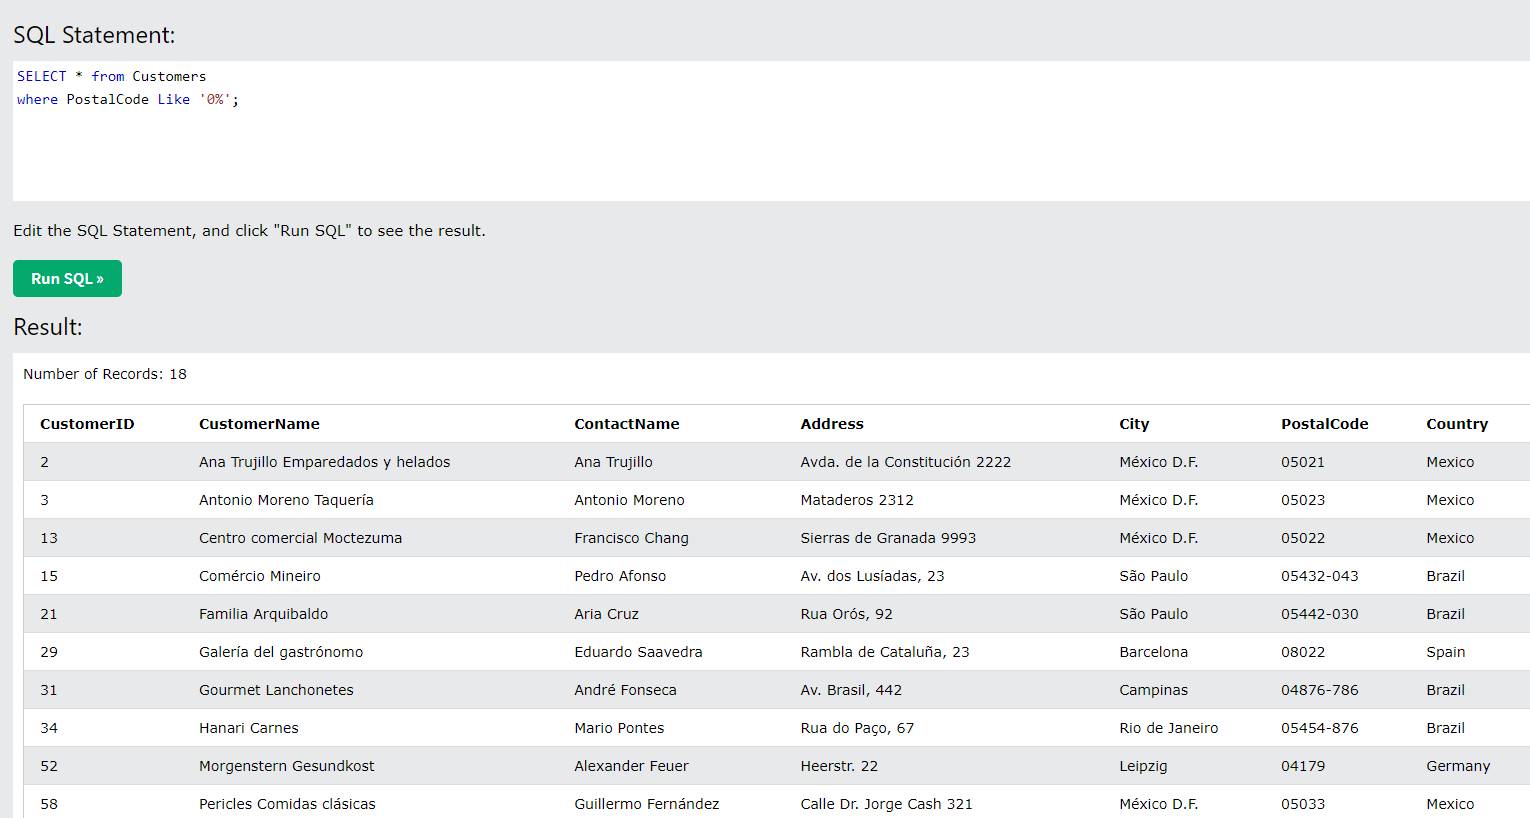 SQL Statement:
SELECT * from Customers
where PostalCode Like '0%';
Edit the SQL Statement, and click "Run SQL" to see the result.
Run SQL »
Result:
Number of Records: 18
CustomerID CustomerName ContactName Address City PostalCode Country
2 Ana Trujillo Emparedados y helados Ana Trujillo Avda. de la Constitución 2222 México D.F. 05021 Mexico
3 Antonio Moreno Taquería Antonio Moreno Mataderos 2312 México D.F. 05023 Mexico
13 Centro comercial Moctezuma Francisco Chang Sierras de Granada 9993 México D.F. 05022 Mexico
15 Comércio Mineiro Pedro Afonso Av. dos Lusíadas, 23 São Paulo 05432-043 Brazil
21 Familia Arquibaldo Aria Cruz Rua Orós, 92 São Paulo 05442-030 Brazil
29 Galería del gastrónomo Eduardo Saavedra Rambla de Cataluña, 23 Barcelona 08022 Spain
31 Gourmet Lanchonetes André Fonseca Av. Brasil, 442 Campinas 04876-786 Brazil
34 Hanari Carnes Mario Pontes Rua do Paço, 67 Rio de Janeiro 05454-876 Brazil
52 Morgenstern Gesundkost Alexander Feuer Heerstr. 22 Leipzig 04179 Germany
58 Pericles Comidas clásicas Guillermo Fernández Calle Dr. Jorge Cash 321 México D.F. 05033 Mexico